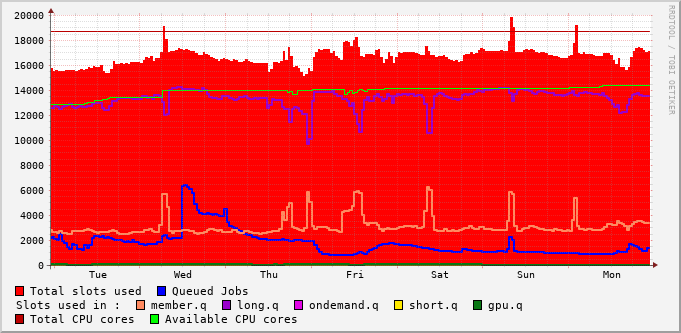 20000
18000
16000
14000
12000
10000
8000
6000
4000
2000
0
Tue Wed Thu Fri Sat Sun Mon
RRDTOOL / TOBI OETIKER
Total slots used Queued Jobs
Slots used in : member.q long.q ondemand.q short.q gpu.q
Total CPU cores Available CPU cores